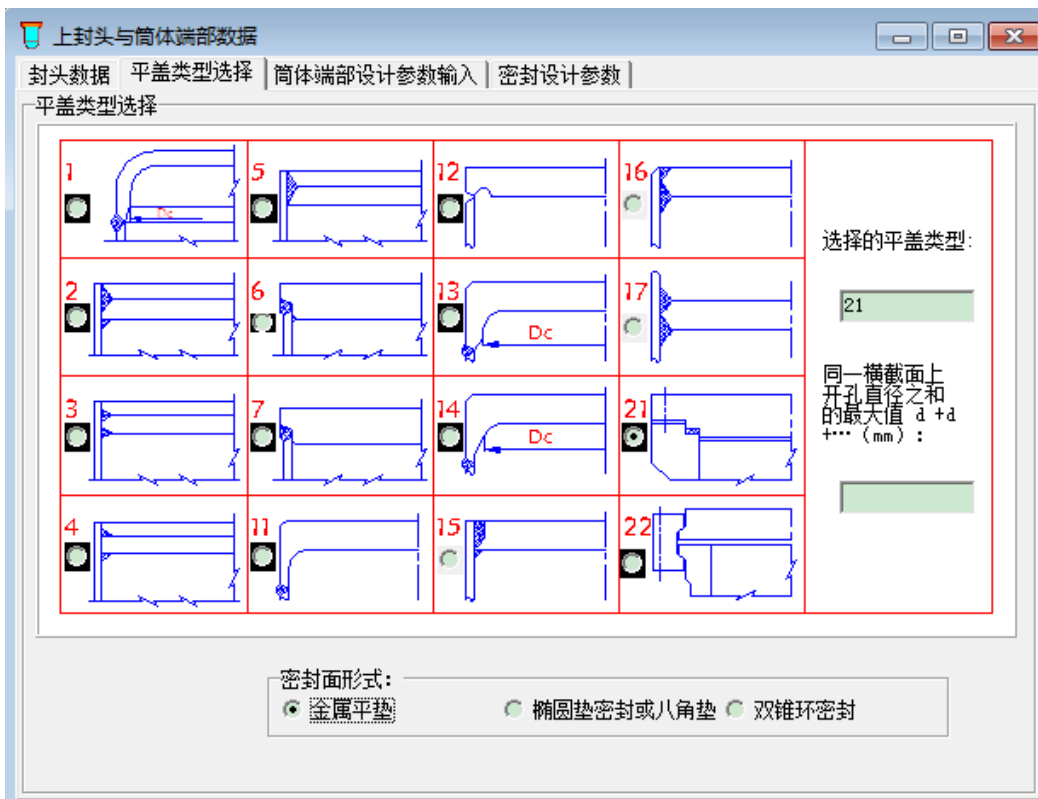 上封头与筒体端部数据
封头数据 平盖类型选择 筒体端部设计参数输入 密封设计参数
平盖类型选择
1 Dc 5 12 16
选择的平盖类型:
2 6 13 Dc 17
21
同一横截面上
开孔直径之和
的最大值 d +d
+… (mm) :
3 7 14 Dc 21
4 11 15 22
密封面形式:
金属平垫 椭圆垫密封或八角垫 双锥环密封